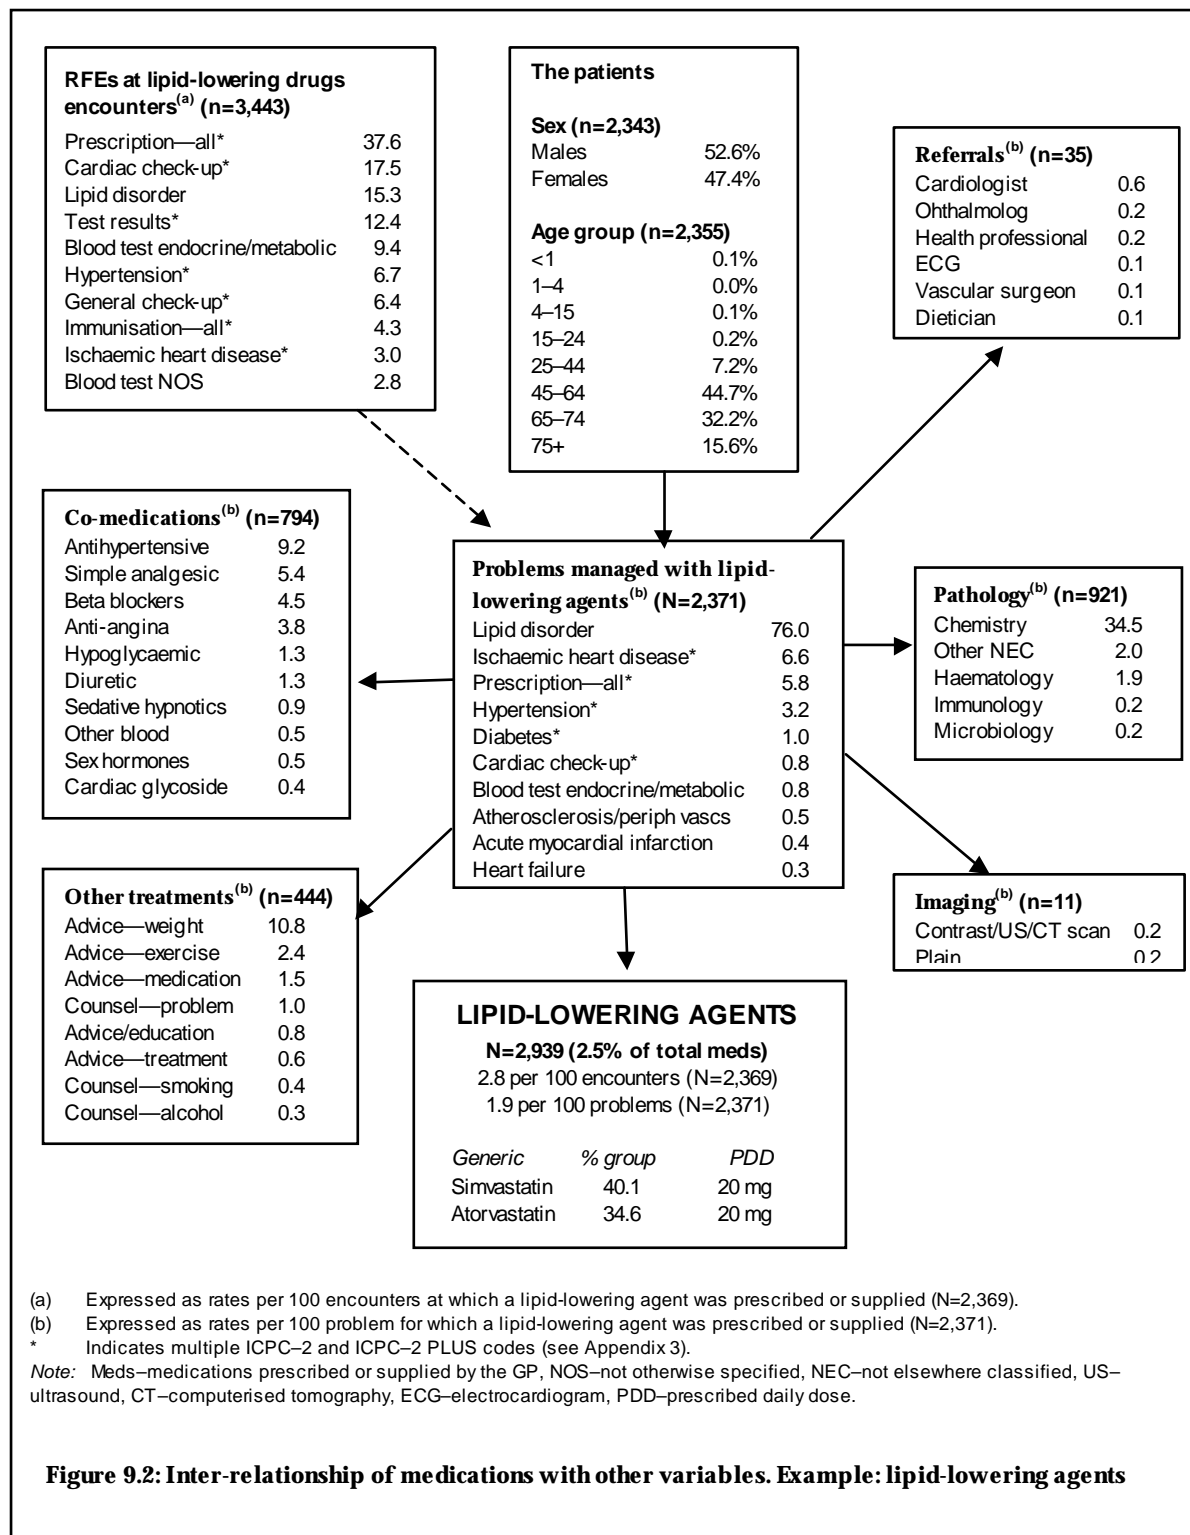 RFEs at lipid-lowering drugs
encounters(a) (n=3,443)
Prescription—all* 37.6
Cardiac check-up* 17.5
Lipid disorder 15.3
Test results* 12.4
Blood test endocrine/metabolic 9.4
Hypertension* 6.7
General check-up* 6.4
Immunisation—all* 4.3
Ischaemic heart disease* 3.0
Blood test NOS 2.8
The patients
Sex (n=2,343)
Males 52.6%
Females 47.4%
Age group (n=2,355)
<1 0.1%
1–4 0.0%
4–15 0.1%
15–24 0.2%
25–44 7.2%
45–64 44.7%
65–74 32.2%
75+ 15.6%
Referrals(b) (n=35)
Cardiologist 0.6
Ohthalmolog 0.2
Health professional 0.2
ECG 0.1
Vascular surgeon 0.1
Dietician 0.1
Co-medications(b) (n=794)
Antihypertensive 9.2
Simple analgesic 5.4
Beta blockers 4.5
Anti-angina 3.8
Hypoglycaemic 1.3
Diuretic 1.3
Sedative hypnotics 0.9
Other blood 0.5
Sex hormones 0.5
Cardiac glycoside 0.4
Problems managed with lipid-
lowering agents(b) (N=2,371)
Lipid disorder 76.0
Ischaemic heart disease* 6.6
Prescription—all* 5.8
Hypertension* 3.2
Diabetes* 1.0
Cardiac check-up* 0.8
Blood test endocrine/metabolic 0.8
Atherosclerosis/periph vascs 0.5
Acute myocardial infarction 0.4
Heart failure 0.3
Pathology(b) (n=921)
Chemistry 34.5
Other NEC 2.0
Haematology 1.9
Immunology 0.2
Microbiology 0.2
Other treatments(b) (n=444)
Advice—weight 10.8
Advice—exercise 2.4
Advice—medication 1.5
Counsel—problem 1.0
Advice/education 0.8
Advice—treatment 0.6
Counsel—smoking 0.4
Counsel—alcohol 0.3
Imaging(b) (n=11)
Contrast/US/CT scan 0.2
Plain 0.2
LIPID-LOWERING AGENTS
N=2,939 (2.5% of total meds)
2.8 per 100 encounters (N=2,369)
1.9 per 100 problems (N=2,371)
Generic % group PDD
Simvastatin 40.1 20 mg
Atorvastatin 34.6 20 mg
(a) Expressed as rates per 100 encounters at which a lipid-lowering agent was prescribed or supplied (N=2,369).
(b) Expressed as rates per 100 problem for which a lipid-lowering agent was prescribed or supplied (N=2,371).
* Indicates multiple ICPC–2 and ICPC–2 PLUS codes (see Appendix 3).
Note: Meds–medications prescribed or supplied by the GP, NOS–not otherwise specified, NEC–not elsewhere classified, US–
ultrasound, CT–computerised tomography, ECG–electrocardiogram, PDD–prescribed daily dose.
Figure 9.2: Inter-relationship of medications with other variables. Example: lipid-lowering agents